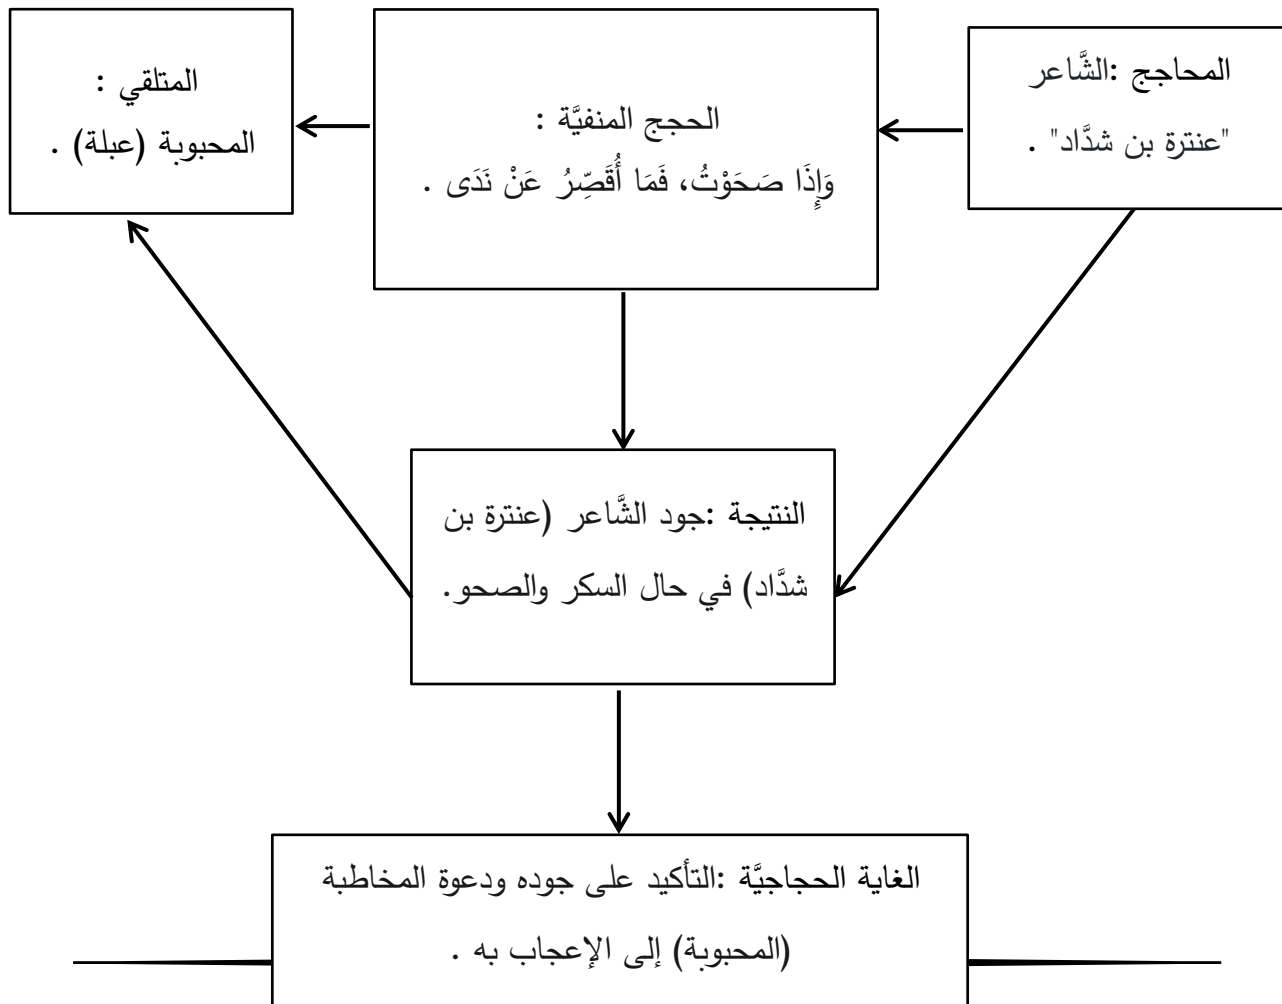 المحاجج :الشَّاعر
"عنترة بن شدَّاد" .
الحجج المنفيَّة :
وَإِذَا صَحَوْتُ، فَمَا أُقَصِّرُ عَنْ نَدَى .
المتلقي :
المحبوبة (عبلة) .
النتيجة :جود الشَّاعر (عنترة بن
شدَّاد) في حال السكر والصحو.
الغاية الحجاجيَّة :التأكيد على جوده ودعوة المخاطبة
(المحبوبة) إلى الإعجاب به .